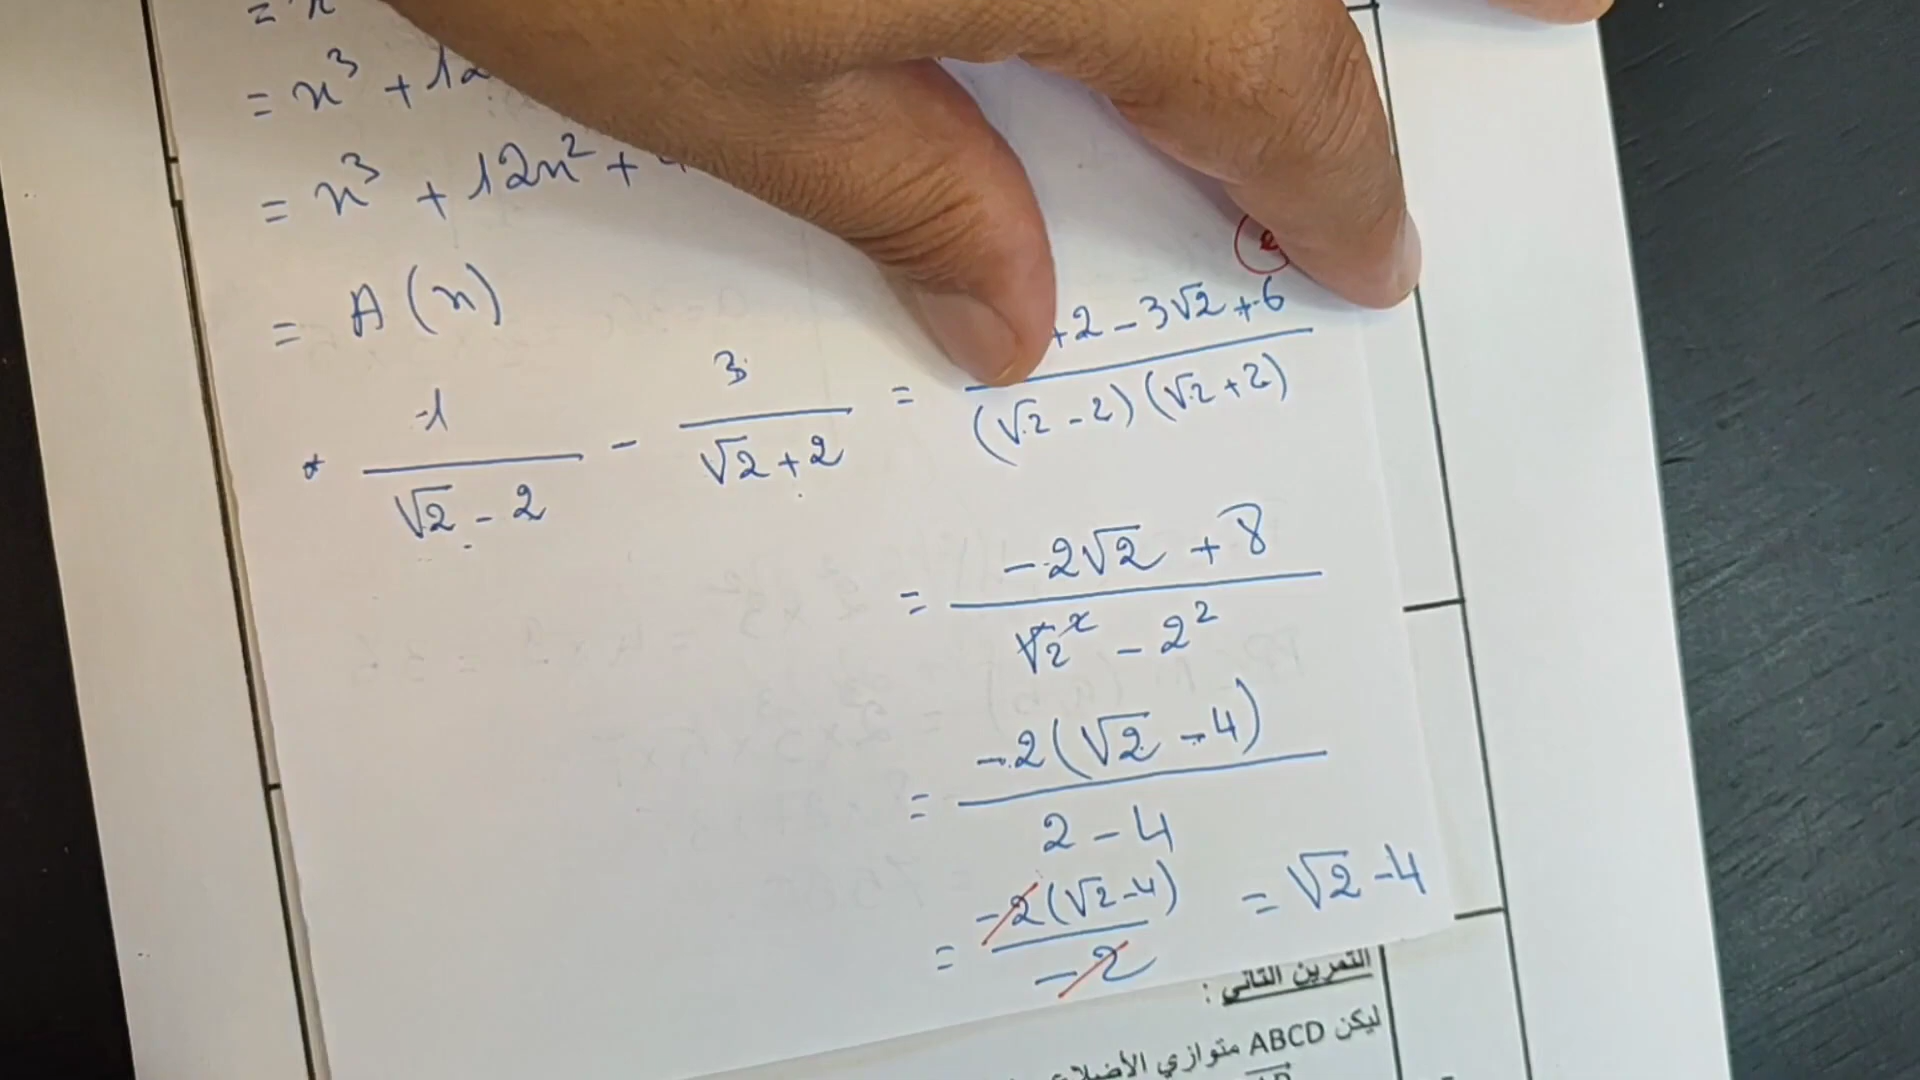 = x
= x³ + 12
= x³ + 12x² +
= A(x)
* 1/(√2 - 2) - 3/(√2 + 2) = +2 - 3√2 + 6/(√2 - 2)(√2 + 2)
= (-2√2 + 8)/(√2² - 2²)
= -2(√2 - 4)/(2 - 4)
= -2(√2 - 4)/-2 = √2 - 4
التمرين الثاني :
ليكن ABCD متوازي الأضلاع